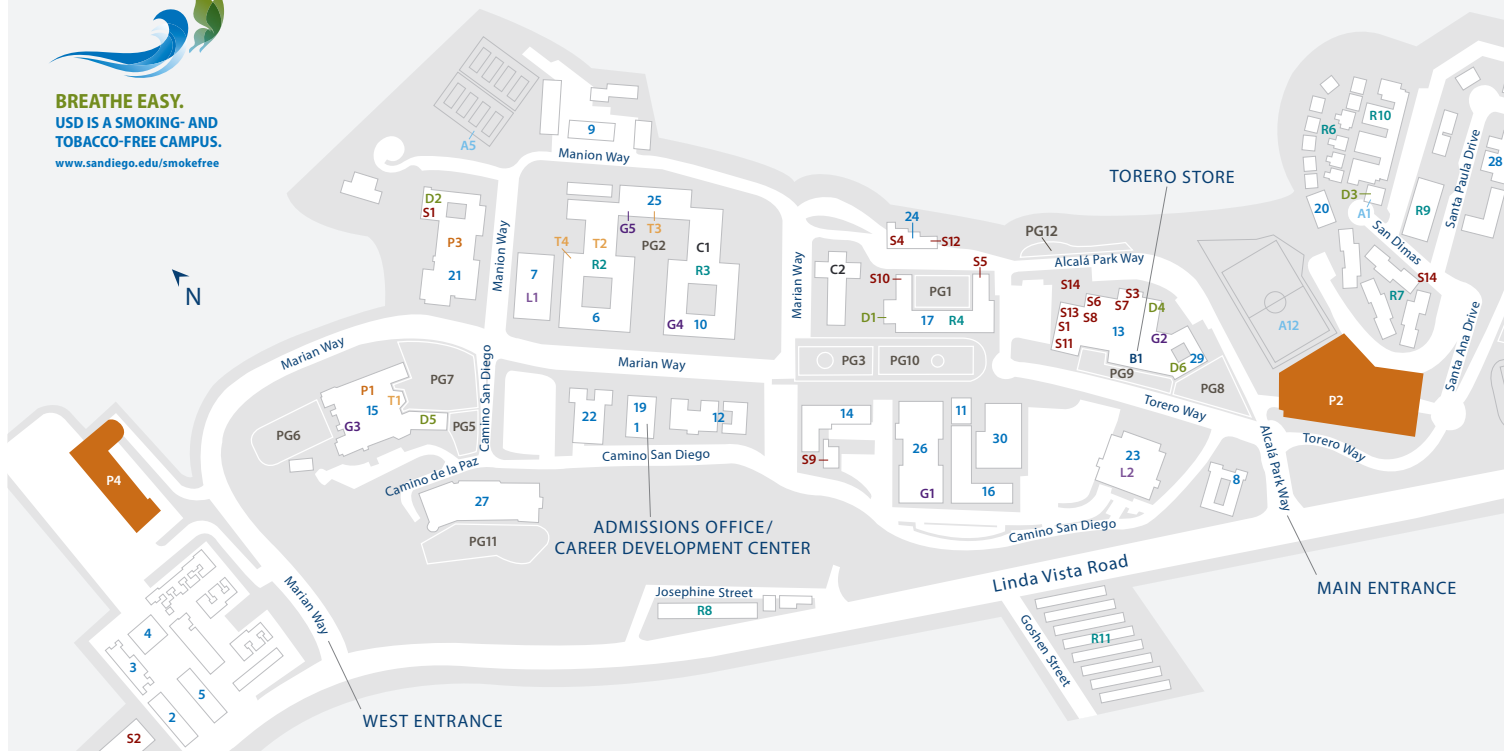 BREATHE EASY.
USD IS A SMOKING- AND
TOBACCO-FREE CAMPUS.
www.sandiego.edu/smokefree
A5
9
Manion Way
TORERO STORE
R6
R10
28
D3
A1
20
R9
Santa Paula Drive
San Dimas
D2
S1
P3
21
Manion Way
25
G5
T3
PG2
T4
T2
R2
C1
R3
7
L1
6
G4
10
N
24
S4
S12
S5
PG12
Alcalá Park Way
Marian Way
C2
S10
PG1
D1
17
R4
S14
S6
S3
S7
S13
S8
S1
S11
13
D4
G2
B1
29
D6
PG9
PG8
A12
R7
S14
Santa Ana Drive
Marian Way
Marian Way
PG3
PG10
Torero Way
P2
Torero Way
Alcalá Park Way
PG7
P1
15
T1
G3
D5
PG5
PG6
Camino San Diego
Camino de la Paz
22
19
1
12
Camino San Diego
14
S9
11
26
30
G1
16
23
L2
8
P4
27
PG11
ADMISSIONS OFFICE/
CAREER DEVELOPMENT CENTER
Camino San Diego
Linda Vista Road
MAIN ENTRANCE
Josephine Street
R8
Goshen Street
R11
Marian Way
4
3
5
2
S2
WEST ENTRANCE